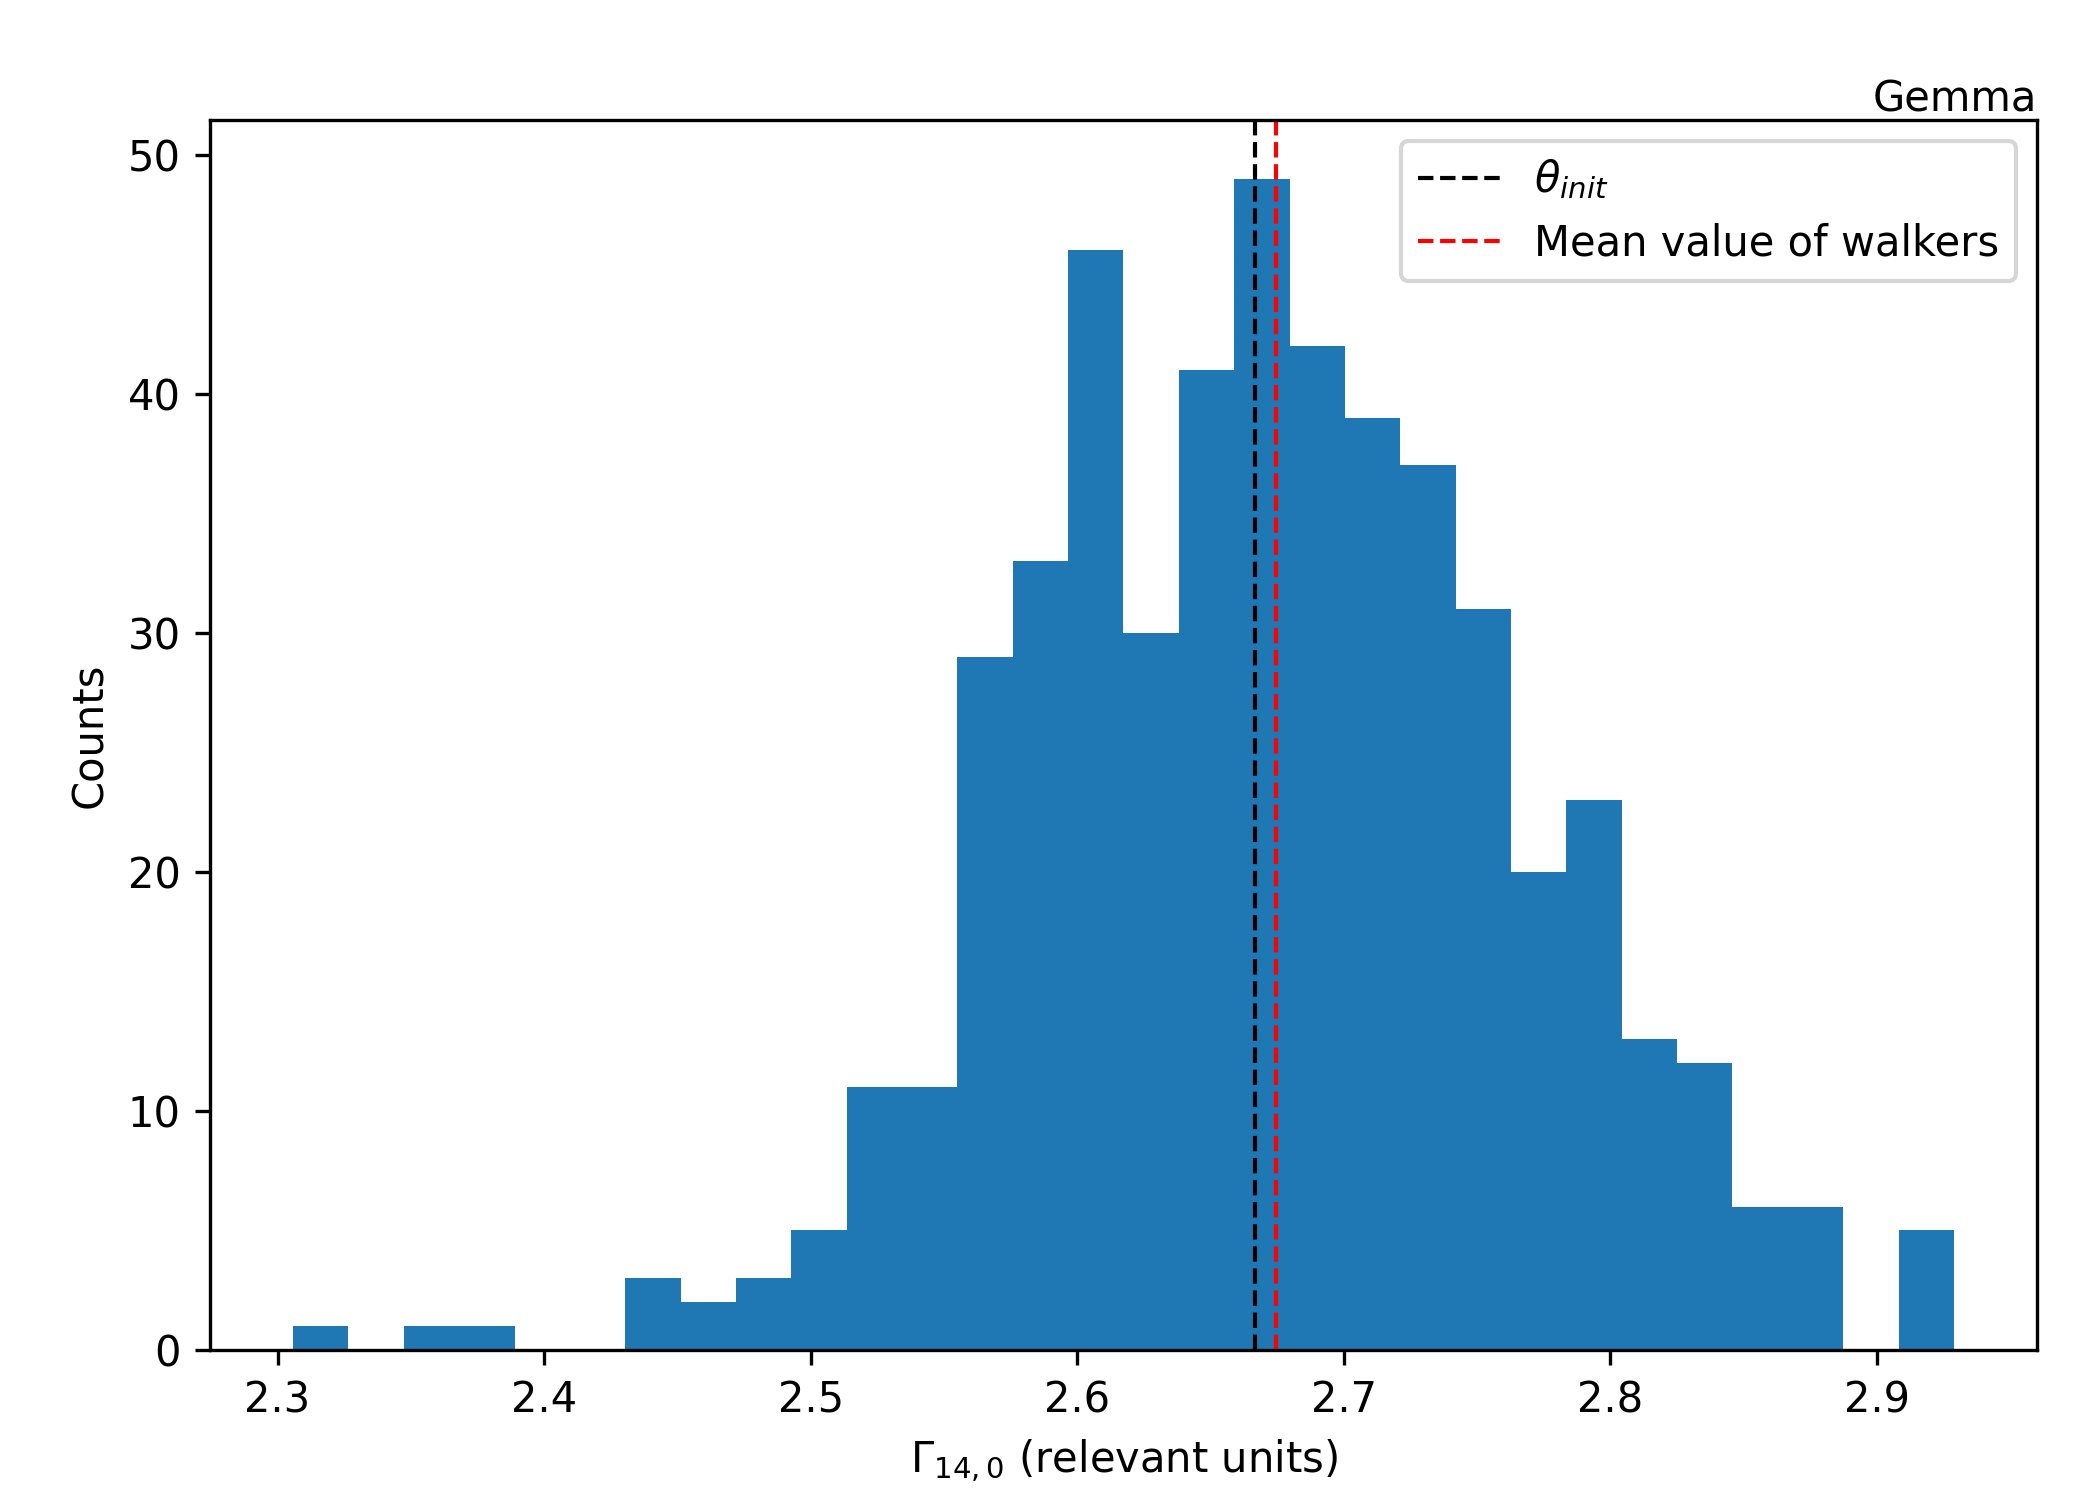 Gemma
θinit
Mean value of walkers
50
40
30
20
10
0
Counts
2.3 2.4 2.5 2.6 2.7 2.8 2.9
Γ14, 0 (relevant units)